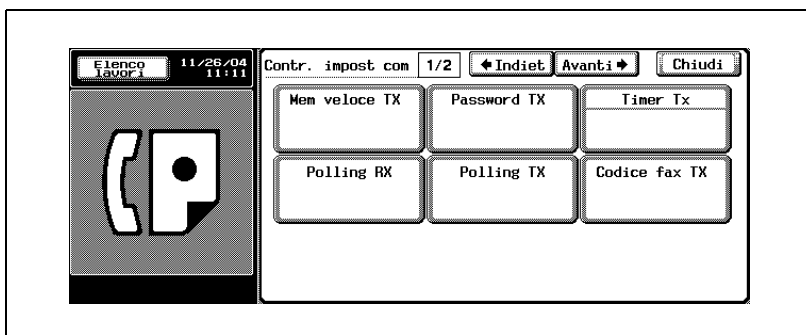 Elenco lavori
11/26/04
11:11
Contr. impost com 1/2 Indiet Avanti Chiudi
Mem veloce TX Password TX Timer Tx
Polling RX Polling TX Codice fax TX